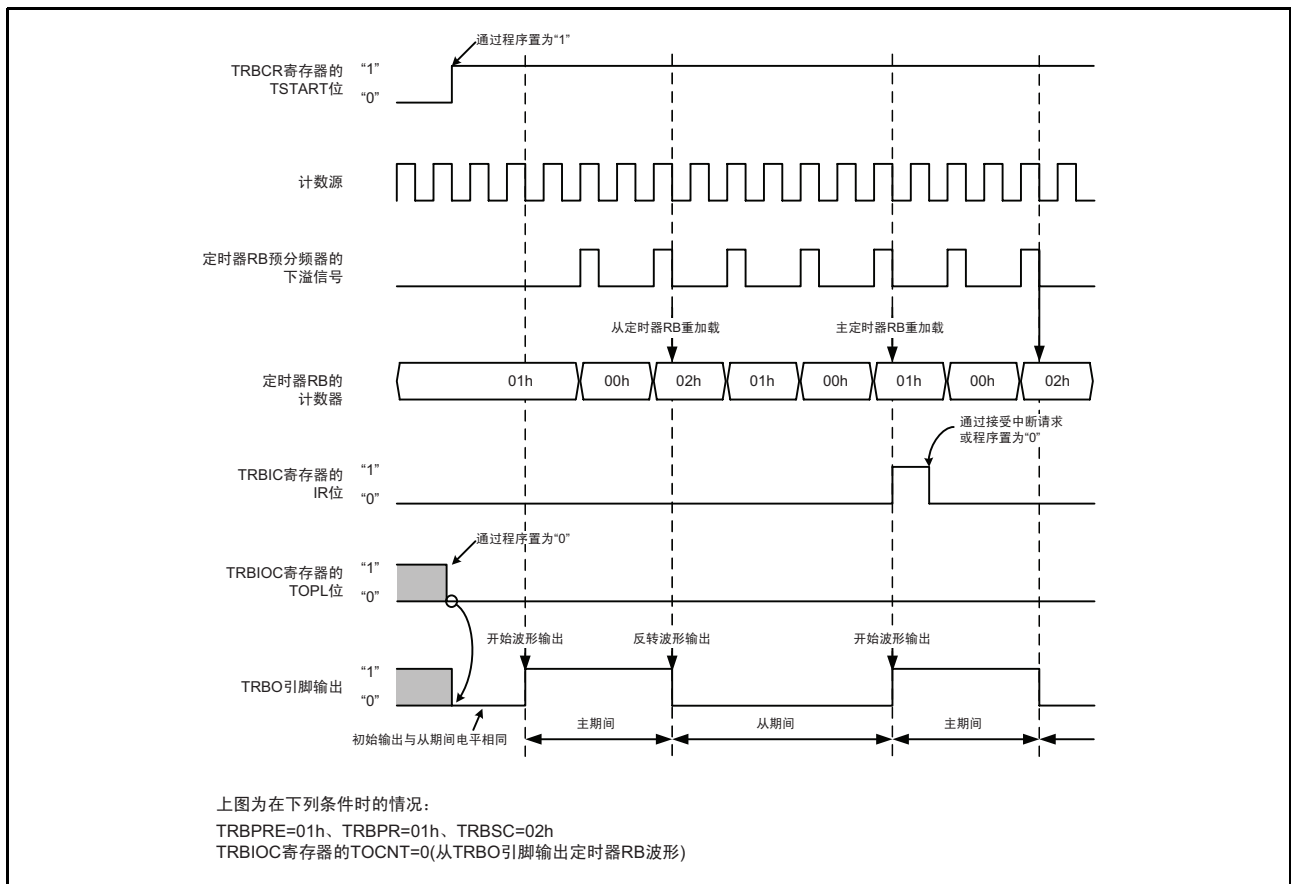 通过程序置为“1”
TRBCR寄存器的
TSTART位
“1”
“0”
计数源
定时器RB预分频器的
下溢信号
从定时器RB重加载
主定时器RB重加载
定时器RB的
计数器
01h 00h 02h 01h 00h 01h 00h 02h
通过接受中断请求
或程序置为“0”
TRBIC寄存器的
IR位
“1”
“0”
通过程序置为“0”
TRBIOC寄存器的
TOPL位
“1”
“0”
开始波形输出 反转波形输出 开始波形输出
TRBO引脚输出
“1”
“0”
主期间 从期间 主期间
初始输出与从期间电平相同
上图为在下列条件时的情况：
TRBPRE=01h、TRBPR=01h、TRBSC=02h
TRBIOC寄存器的TOCNT=0(从TRBO引脚输出定时器RB波形)